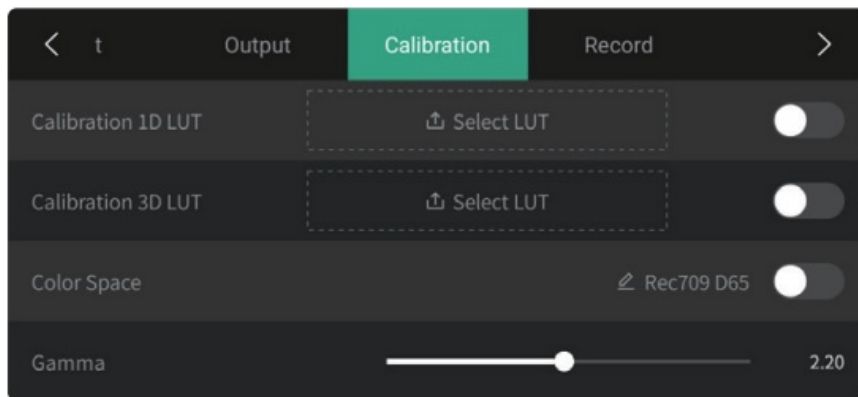 t Output Calibration Record
Calibration 1D LUT Select LUT
Calibration 3D LUT Select LUT
Color Space Rec709 D65
Gamma 2.20